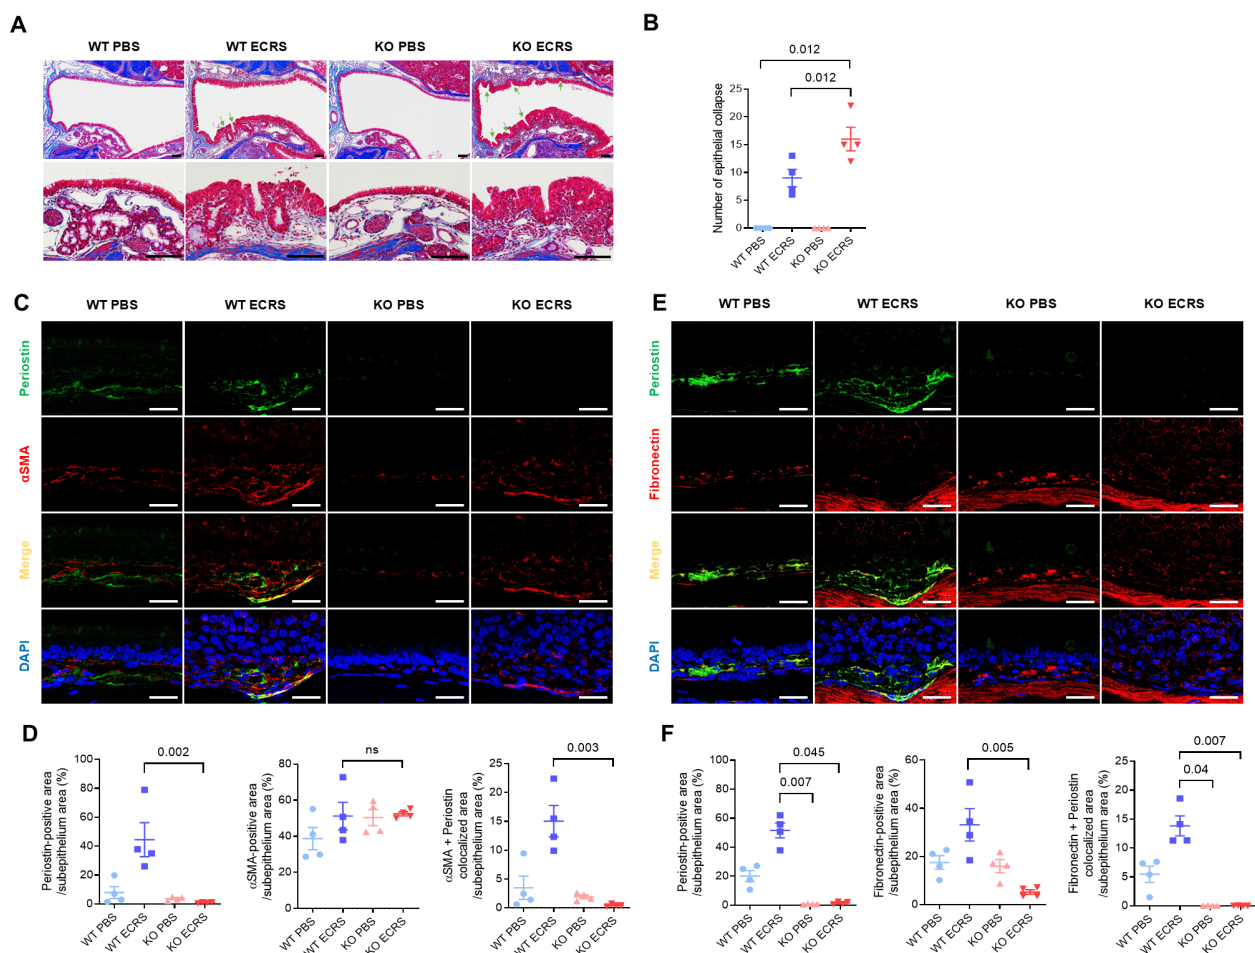 A
WT PBS
WT ECRS
KO PBS
KO ECRS
B
0.012
0.012
Number of epithelial collapse
25
20
15
10
5
0
WT PBS
WT ECRS
KO PBS
KO ECRS
C
WT PBS
WT ECRS
KO PBS
KO ECRS
Periostin
αSMA
Merge
DAPI
E
WT PBS
WT ECRS
KO PBS
KO ECRS
Periostin
Fibronectin
Merge
DAPI
D
Periostin-positive area
/subepithelium area (%)
100
80
60
40
20
0
0.002
WT PBS
WT ECRS
KO PBS
KO ECRS
αSMA-positive area
/subepithelium area (%)
80
60
40
20
0
ns
WT PBS
WT ECRS
KO PBS
KO ECRS
αSMA + Periostin
colocalized area
/subepithelium area (%)
25
20
15
10
5
0
0.003
WT PBS
WT ECRS
KO PBS
KO ECRS
F
Periostin-positive area
/subepithelium area (%)
100
80
60
40
20
0
0.045
0.007
WT PBS
WT ECRS
KO PBS
KO ECRS
Fibronectin-positive area
/subepithelium area (%)
60
40
20
0
0.005
WT PBS
WT ECRS
KO PBS
KO ECRS
Fibronectin + Periostin
colocalized area
/subepithelium area (%)
25
20
15
10
5
0
0.007
0.04
WT PBS
WT ECRS
KO PBS
KO ECRS